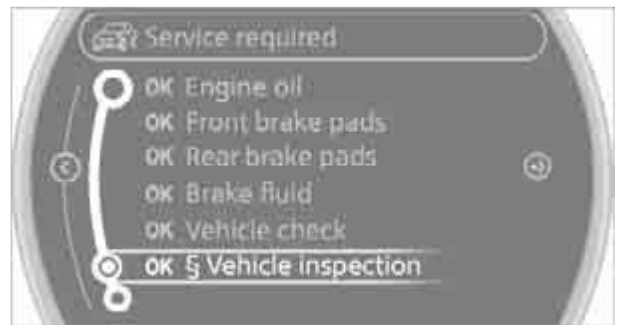 Service required
OK Engine oil
OK Front brake pads
OK Rear brake pads
OK Brake fluid
OK Vehicle check
OK § Vehicle inspection